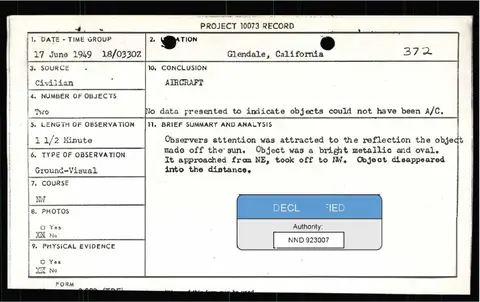 PROJECT 10073 RECORD
1. DATE - TIME GROUP
17 June 1949 18/0330Z
2.
Glendale, California
372
3. SOURCE
Civilian
10. CONCLUSION
AIRCRAFT
No data presented to indicate objects could not have been A/C.
4. NUMBER OF OBJECTS
Two
5. LENGTH OF OBSERVATION
1 1/2 Minute
11. BRIEF SUMMARY AND ANALYSIS
Observers attention was attracted to the reflection the object
made off the sun. Object was a bright metallic and oval.
It approached from NE, took off to NW. Object disappeared
into the distance.
6. TYPE OF OBSERVATION
Ground-Visual
7. COURSE
NW
8. PHOTOS
Yes
XX No
9. PHYSICAL EVIDENCE
Yes
XX No
DECL FIED
Authority:
NND 923007
FORM